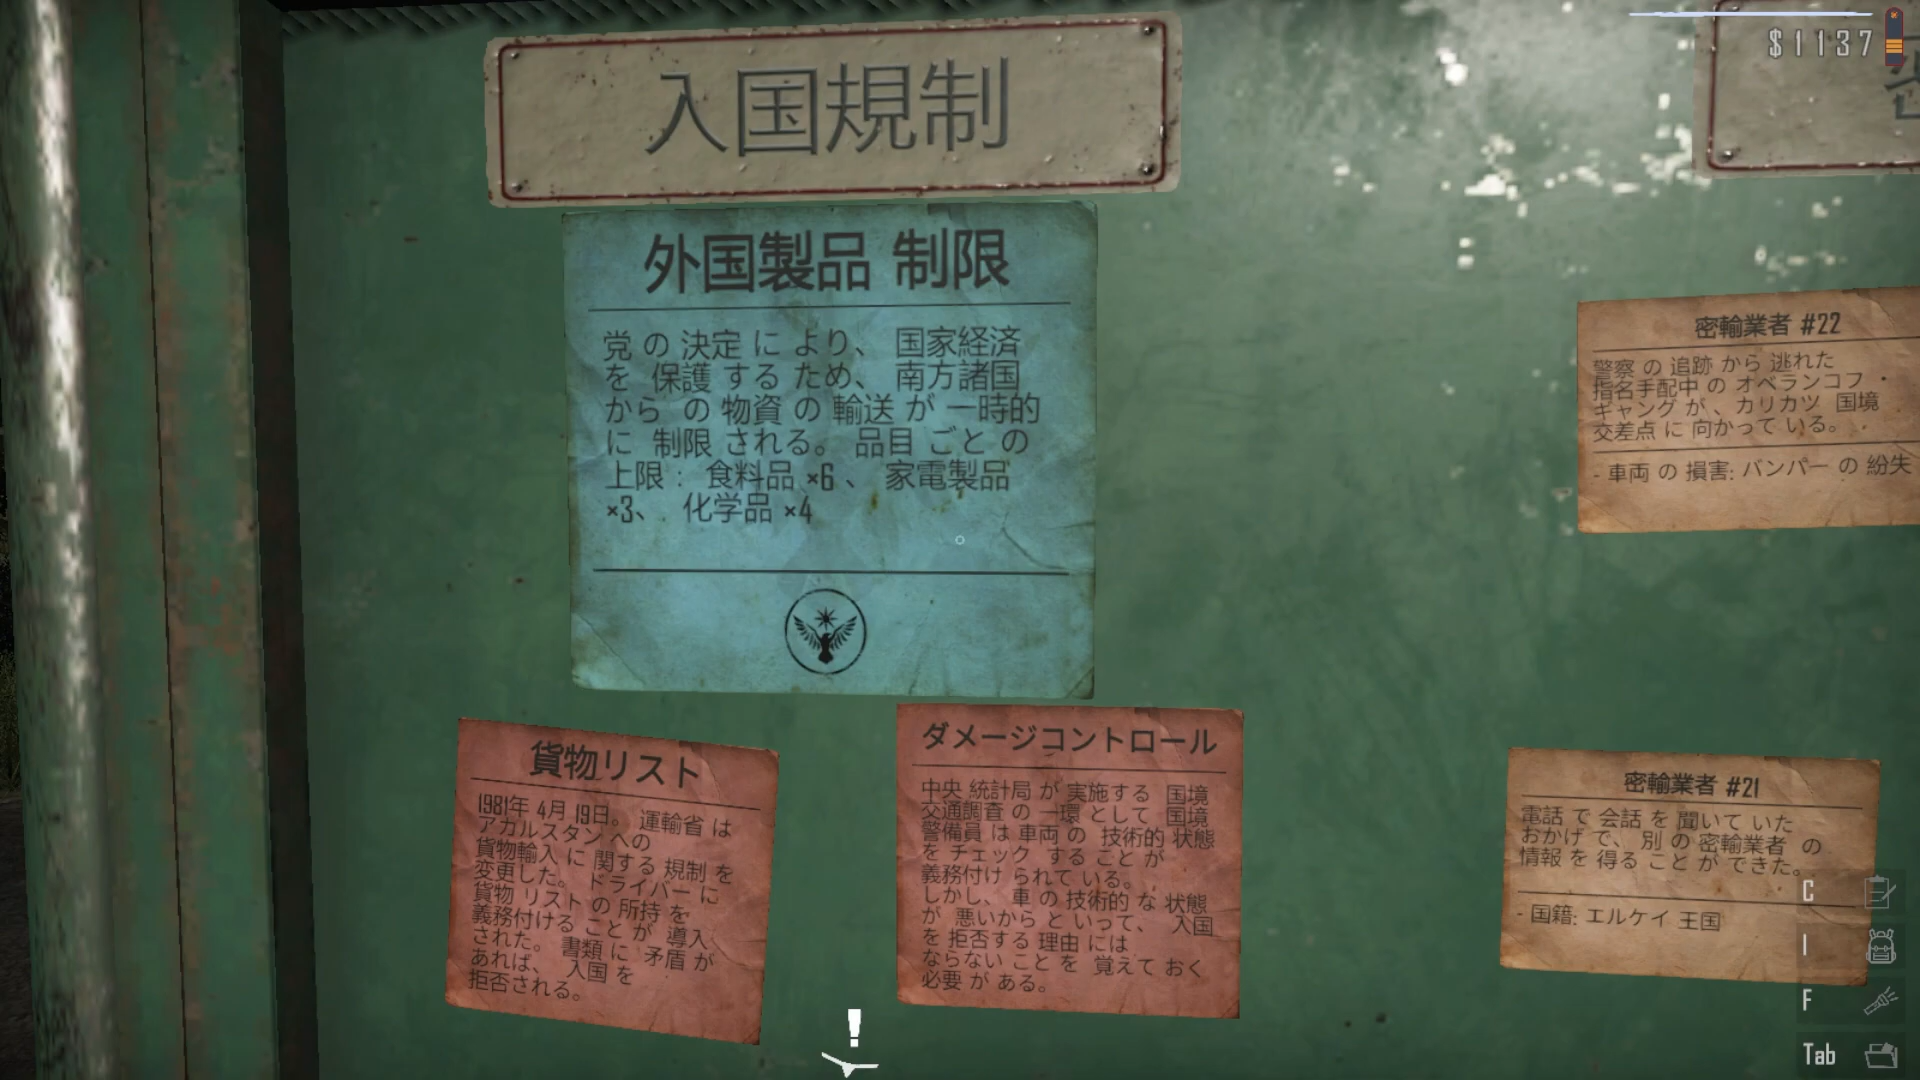 入国規制
$1137
外国製品 制限
党 の 決定 に より、 国家経済
を 保護 する ため、 南方諸国
から の 物資 の 輸送 が 一時的
に 制限 される。 品目 ごと の
上限： 食料品 ×6 、 家電製品
×3、 化学品 ×4
密輸業者 #22
警察 の 追跡 から 逃れた
指名手配中 の オベランコフ・
ギャング が 、カリカツ 国境
交差点 に 向かって いる。
- 車両 の 損害: バンパー の 紛失
貨物リスト
1981年 4月 19日。 運輸省 は
アカルスタン への
貨物輸入 に 関する 規制 を
変更した。 ドライバー に
貨物 リスト の 所持 を
義務付ける こと が 導入
された。 書類 に 矛盾 が
あれば、 入国 を
拒否される。
ダメージコントロール
中央 統計局 が 実施する 国境
交通調査 の 一環 として 国境
警備員 は 車両 の 技術的 状態
を チェック する こと が
義務付け られて いる。
しかし、 車 の 技術的 な 状態
が 悪いから と いって、 入国
を 拒否する 理由 には
ならない こと を 覚えて おく
必要 が ある。
密輸業者 #21
電話 で 会話 を 聞いて いた
おかげ で、 別 の 密輸業者 の
情報 を 得る こと が できた。
- 国籍: エルケイ 王国
C
I
F
Tab